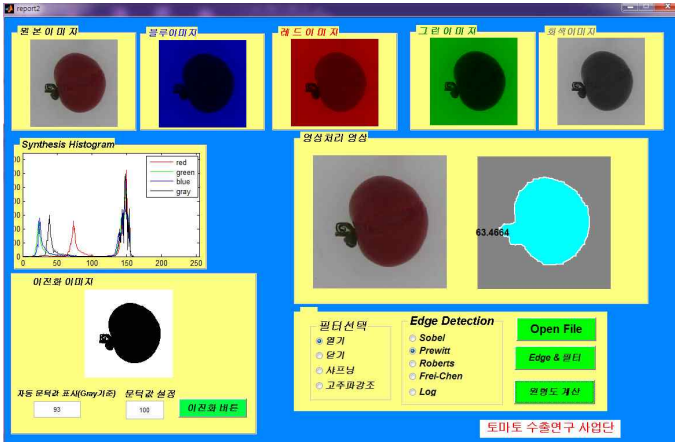 report2
원 본 이 미 지
블루이미지
레 드 이 미 지
그 린 이 미 지
회색이미지
Synthesis Histogram
red
green
blue
gray
0 50 100 150 200 250
영상처리 영상
63.4664
이진화 이미지
자동 문턱값 표시(Gray기준) 문턱값 설정
93 100 이진화 버튼
필터선택
열기
닫기
샤프닝
고주파강조
Edge Detection
Sobel
Prewitt
Roberts
Frei-Chen
Log
Open File
Edge & 필터
원형도 계산
토마토 수출연구 사업단